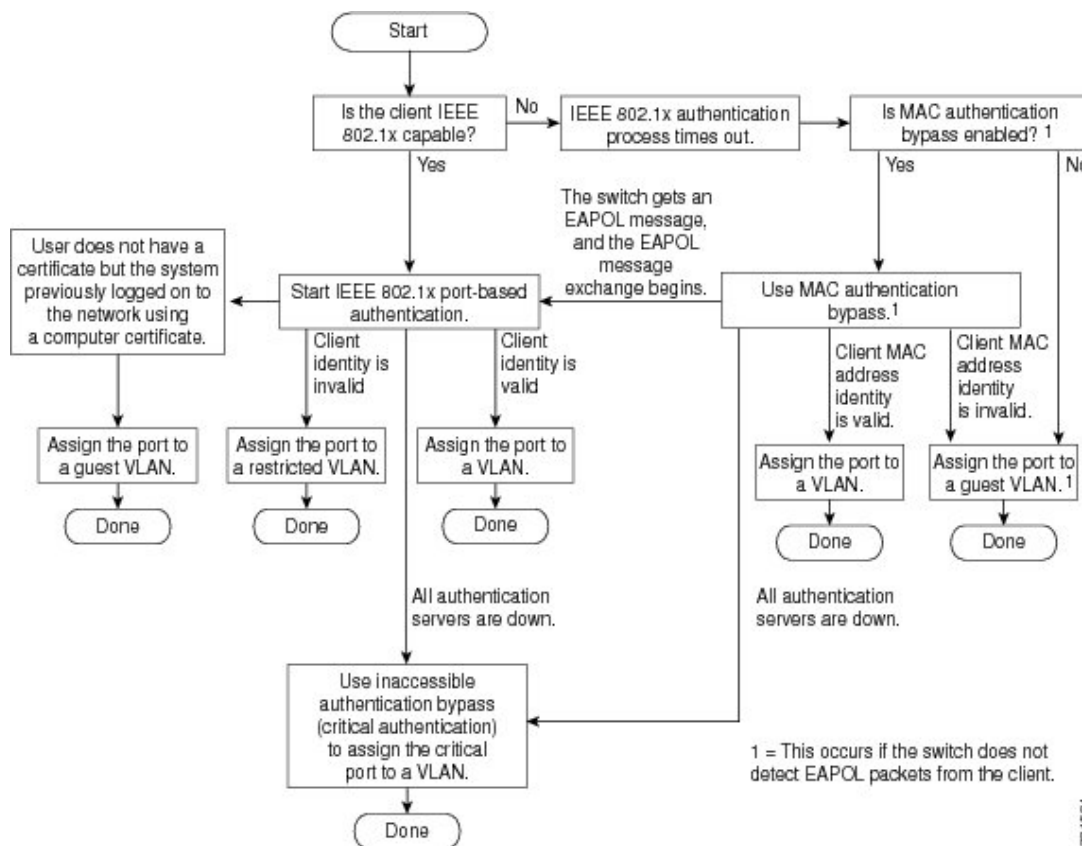 Start
Is the client IEEE
802.1x capable?
No
IEEE 802.1x authentication
process times out.
Is MAC authentication
bypass enabled? 1
Yes
Yes
No
The switch gets an
EAPOL message,
and the EAPOL
message
exchange begins.
User does not have a
certificate but the system
previously logged on to
the network using
a computer certificate.
Start IEEE 802.1x port-based
authentication.
Use MAC authentication
bypass.1
Client
identity is
invalid
Client
identity is
valid
Client MAC
address
identity
is valid.
Client MAC
address
identity
is invalid.
Assign the port to
a guest VLAN.
Assign the port to
a restricted VLAN.
Assign the port to
a VLAN.
Assign the port to
a VLAN.
Assign the port to
a guest VLAN.1
Done
Done
Done
Done
Done
All authentication
servers are down.
All authentication
servers are down.
Use inaccessible
authentication bypass
(critical authentication)
to assign the critical
port to a VLAN.
1 = This occurs if the switch does not
detect EAPOL packets from the client.
Done